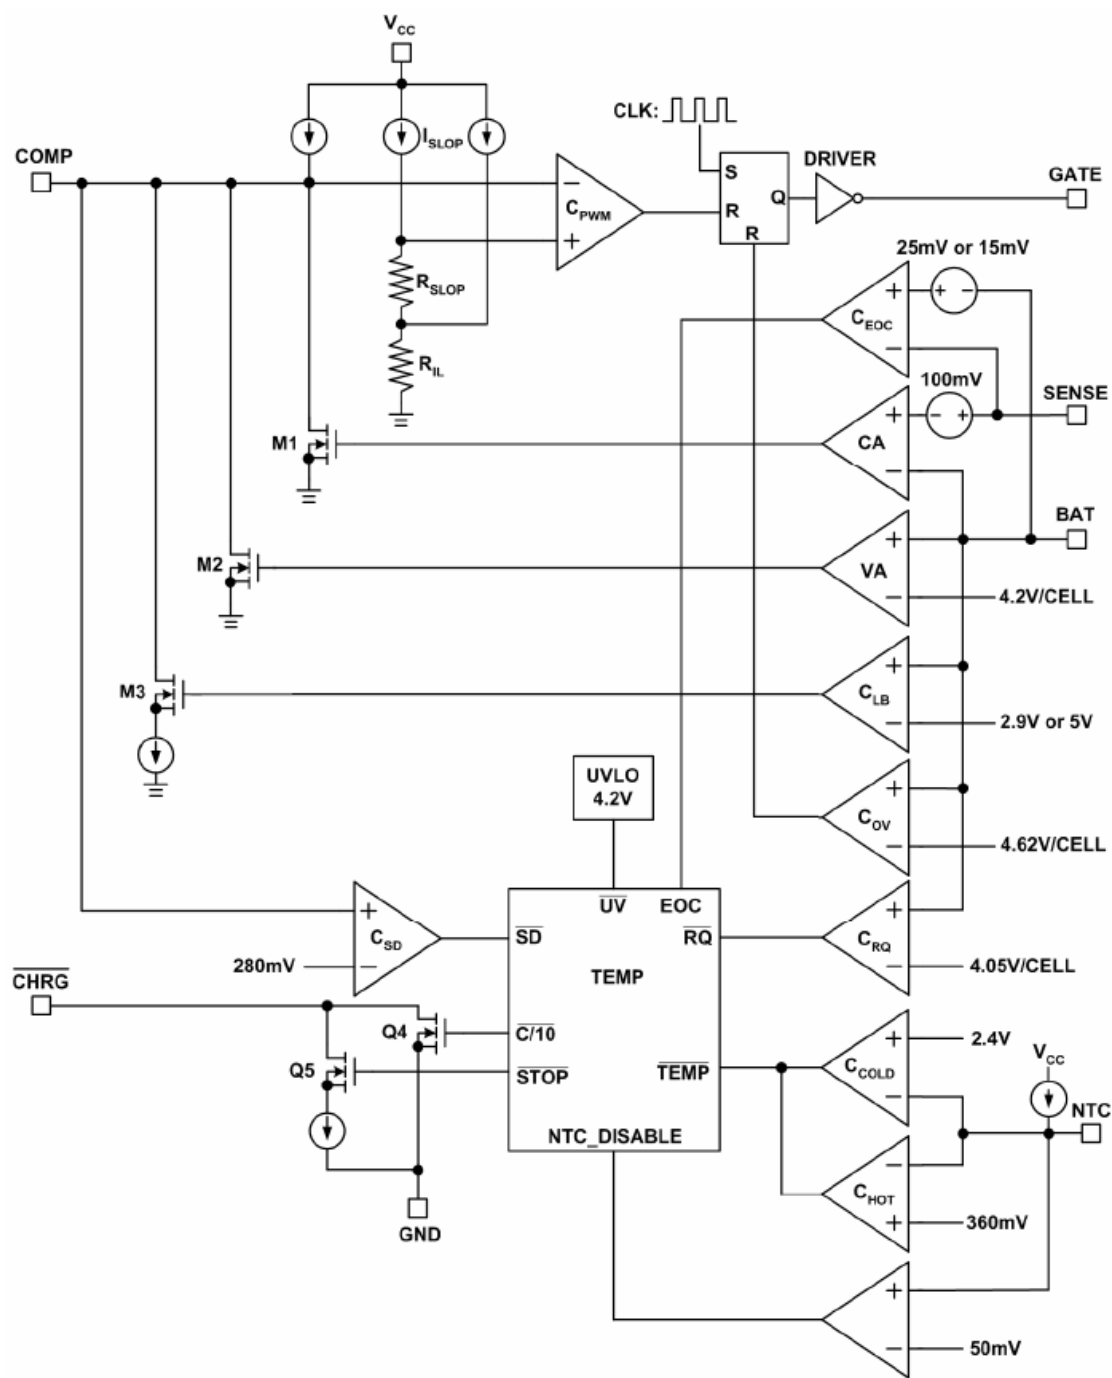 VCC
CLK:
COMP
ISLOP
DRIVER
S
GATE
−
CPWM
Q
R
+
R
25mV or 15mV
RSLOP
+
+ −
CEOC
−
RIL
100mV
SENSE
+
− +
M1
CA
−
BAT
M2
+
VA
−
4.2V/CELL
+
M3
CLB
−
2.9V or 5V
UVLO
4.2V
+
COV
−
4.62V/CELL
UV
EOC
+
+
CSD
SD
RQ
CRQ
280mV
−
−
4.05V/CELL
TEMP
CHRG
Q4
C/10
+
2.4V
VCC
Q5
STOP
TEMP
CCOLD
−
NTC
NTC_DISABLE
−
CHOT
+
360mV
GND
+
−
50mV